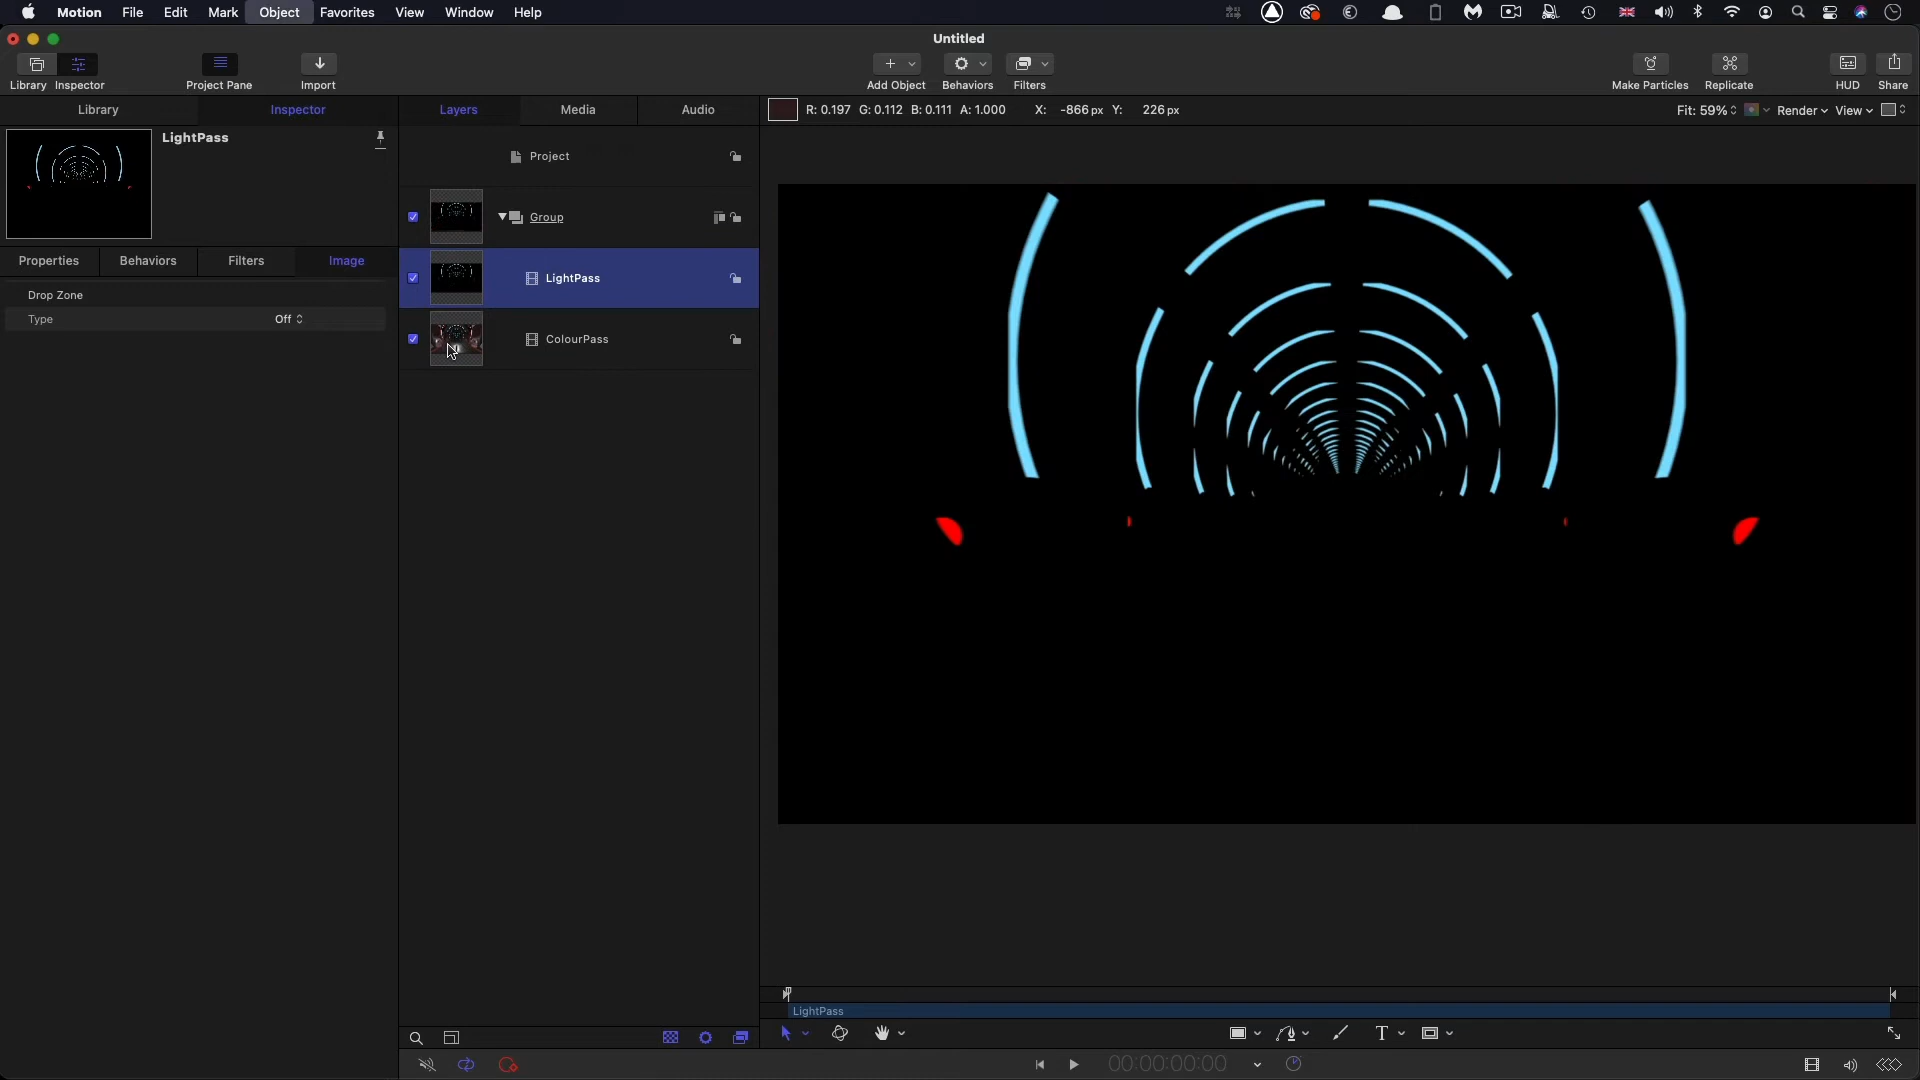 Motion File Edit Mark Object Favorites View Window Help
Untitled
Library Inspector Project Pane Import Add Object Behaviors Filters Make Particles Replicate HUD Share
Library Inspector Layers Media Audio R: 0.197 G: 0.112 B: 0.111 A: 1.000 X: -866 px Y: 226 px Fit: 59% Render View
LightPass
Project
Group
Properties Behaviors Filters Image
LightPass
Drop Zone
Type Off
ColourPass
LightPass
T
00:00:00:00